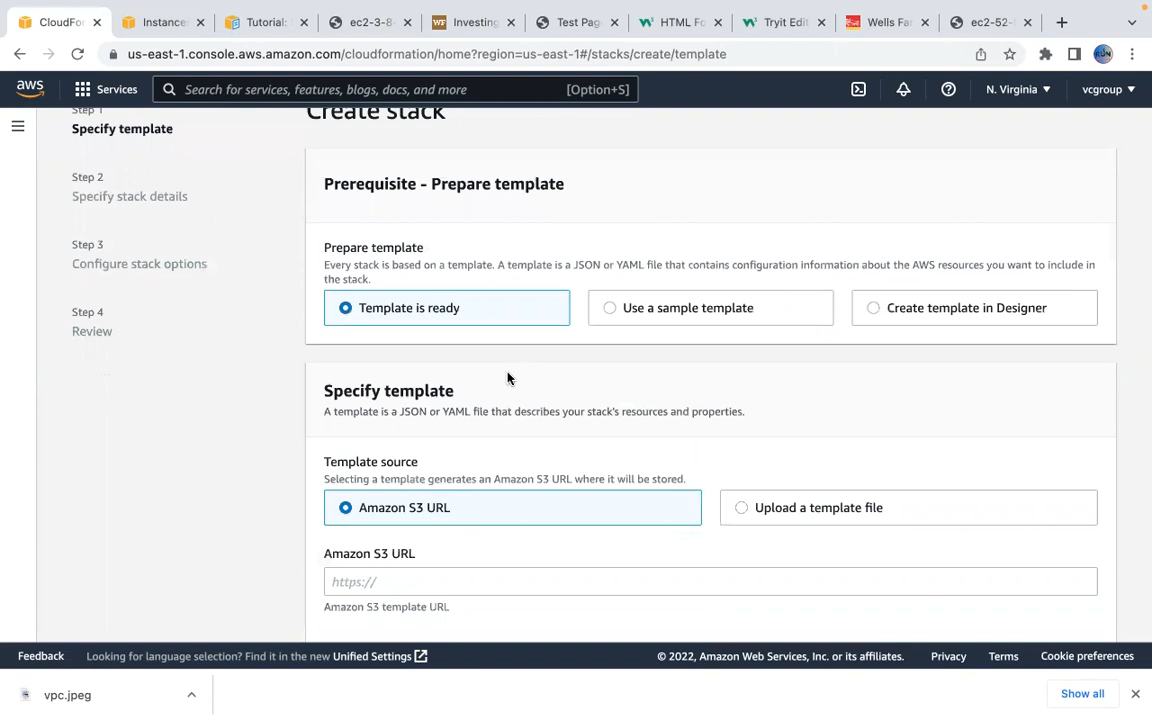 CloudFor
Instance
Tutorial:
ec2-3-8
Investing
Test Pag
HTML Fo
Tryit Edit
Wells Fa
ec2-52-
us-east-1.console.aws.amazon.com/cloudformation/home?region=us-east-1#/stacks/create/template
aws
Services
Search for services, features, blogs, docs, and more
[Option+S]
N. Virginia
vcgroup
Step 1
Specify template
Step 2
Specify stack details
Step 3
Configure stack options
Step 4
Review
Create stack
Prerequisite - Prepare template
Prepare template
Every stack is based on a template. A template is a JSON or YAML file that contains configuration information about the AWS resources you want to include in
the stack.
Template is ready
Use a sample template
Create template in Designer
Specify template
A template is a JSON or YAML file that describes your stack's resources and properties.
Template source
Selecting a template generates an Amazon S3 URL where it will be stored.
Amazon S3 URL
Upload a template file
Amazon S3 URL
https://
Amazon S3 template URL
Feedback
Looking for language selection? Find it in the new Unified Settings
© 2022, Amazon Web Services, Inc. or its affiliates.
Privacy
Terms
Cookie preferences
vpc.jpeg
Show all